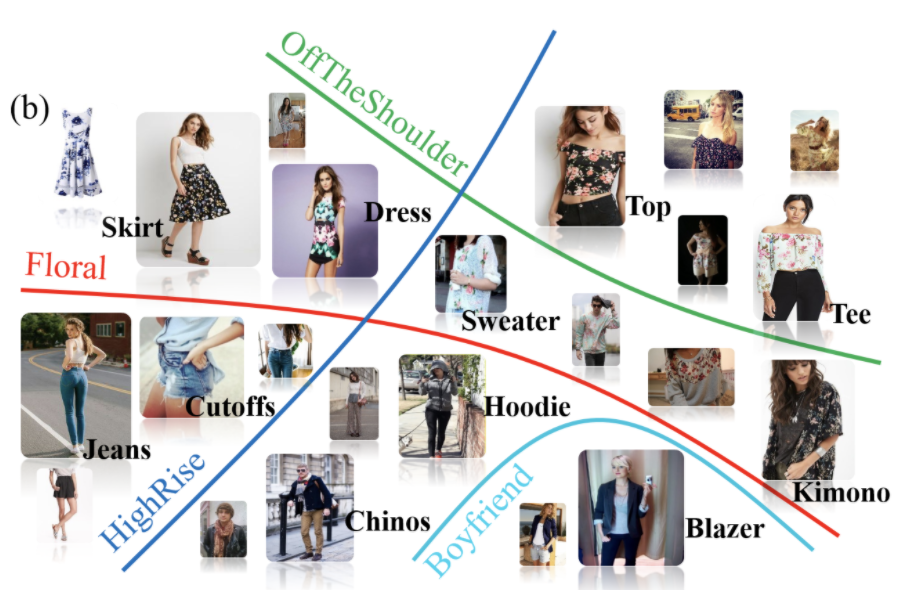 (b)
OffTheShoulder
Skirt
Dress
Top
Floral
Sweater
Tee
Cutoffs
Hoodie
Jeans
HighRise
Boyfriend
Kimono
Chinos
Blazer